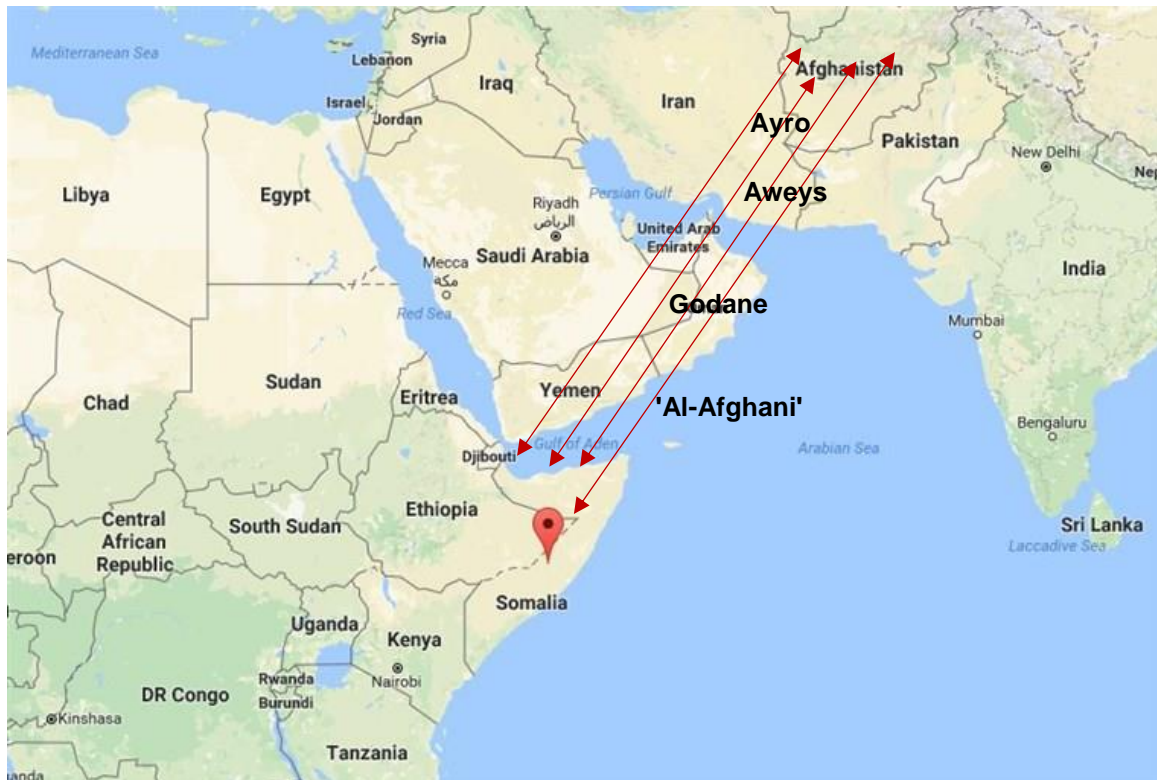 Mediterranean Sea
Syria
Lebanon
Afghanistan
Iraq
Iran
Israel
Jordan
Ayro
Pakistan
New Delhi
Libya
Egypt
Persian Gulf
Aweys
Riyadh
الرياض
United Arab
Emirates
Mecca
مكة
Saudi Arabia
India
Red Sea
Godane
Mumbai
Sudan
Yemen
Chad
Eritrea
'Al-Afghani'
Bengaluru
Gulf of Aden
Arabian Sea
Djibouti
Ethiopia
Central
African
Republic
South Sudan
Sri Lanka
Laccadive Sea
eroon
Somalia
Uganda
Kenya
Rwanda
Nairobi
DR Congo
Burundi
Kinshasa
Tanzania